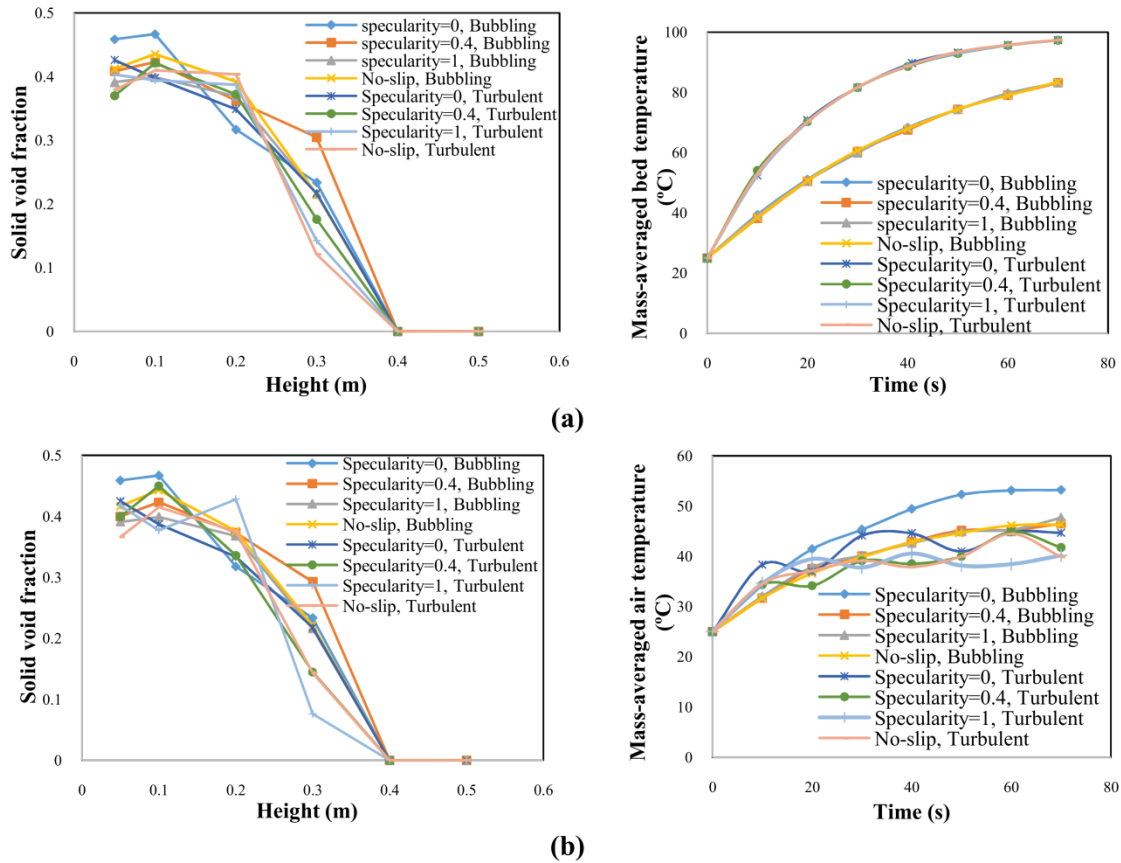 0.5
0.4
0.3
0.2
0.1
0
Solid void fraction
specularity=0, Bubbling
specularity=0.4, Bubbling
specularity=1, Bubbling
No-slip, Bubbling
Specularity=0, Turbulent
Specularity=0.4, Turbulent
Specularity=1, Turbulent
No-slip, Turbulent
0 0.1 0.2 0.3 0.4 0.5 0.6
Height (m)
100
80
60
40
20
0
Mass-averaged bed temperature
(ºC)
specularity=0, Bubbling
specularity=0.4, Bubbling
specularity=1, Bubbling
No-slip, Bubbling
Specularity=0, Turbulent
Specularity=0.4, Turbulent
Specularity=1, Turbulent
No-slip, Turbulent
0 20 40 60 80
Time (s)
(a)
0.5
0.4
0.3
0.2
0.1
0
Solid void fraction
Specularity=0, Bubbling
Specularity=0.4, Bubbling
Specularity=1, Bubbling
No-slip, Bubbling
Specularity=0, Turbulent
Specularity=0.4, Turbulent
Specularity=1, Turbulent
No-slip, Turbulent
0 0.1 0.2 0.3 0.4 0.5 0.6
Height (m)
60
50
40
30
20
10
0
Mass-averaged air temperature
(ºC)
Specularity=0, Bubbling
Specularity=0.4, Bubbling
Specularity=1, Bubbling
No-slip, Bubbling
Specularity=0, Turbulent
Specularity=0.4, Turbulent
Specularity=1, Turbulent
No-slip, Turbulent
0 20 40 60 80
Time (s)
(b)